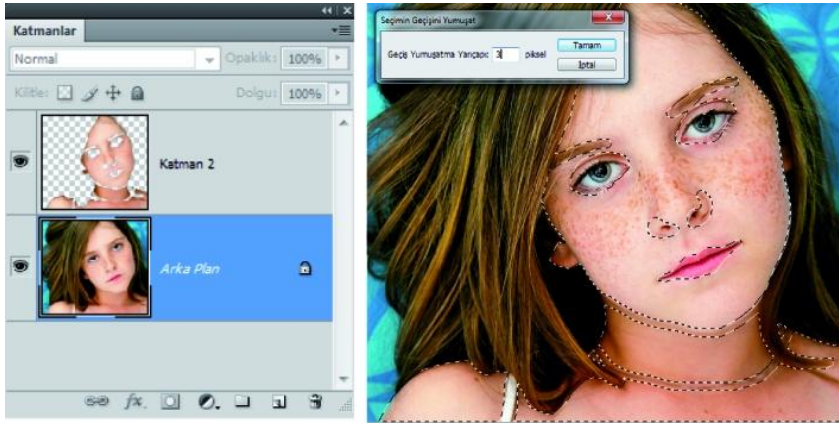 Katmanlar
Normal Opaklık: 100%
Kilitle: Dolgu: 100%
Katman 2
Arka Plan
fx.
Seçimin Geçişini Yumuşat
Geçiş Yumuşatma Yarıçapı: 3 piksel
Tamam
İptal